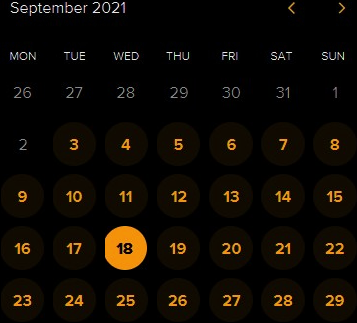 September 2021
MON TUE WED THU FRI SAT SUN
26 27 28 29 30 31 1
2 3 4 5 6 7 8
9 10 11 12 13 14 15
16 17 18 19 20 21 22
23 24 25 26 27 28 29